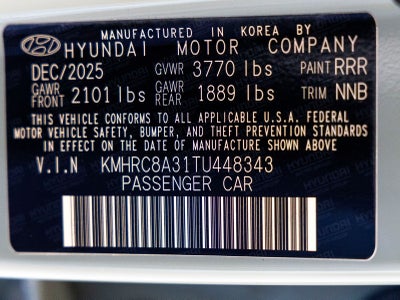 MANUFACTURED IN KOREA BY
HYUNDAI MOTOR COMPANY
DEC/2025 GVWR 3770 lbs PAINT RRR
GAWR FRONT 2101 lbs GAWR REAR 1889 lbs TRIM NNB
THIS VEHICLE CONFORMS TO ALL APPLICABLE U.S.A. FEDERAL
MOTOR VEHICLE SAFETY, BUMPER, AND THEFT PREVENTION STANDARDS
IN EFFECT ON THE DATE OF MANUFACTURE SHOWN ABOVE
V.I.N KMHRC8A31TU448343
PASSENGER CAR